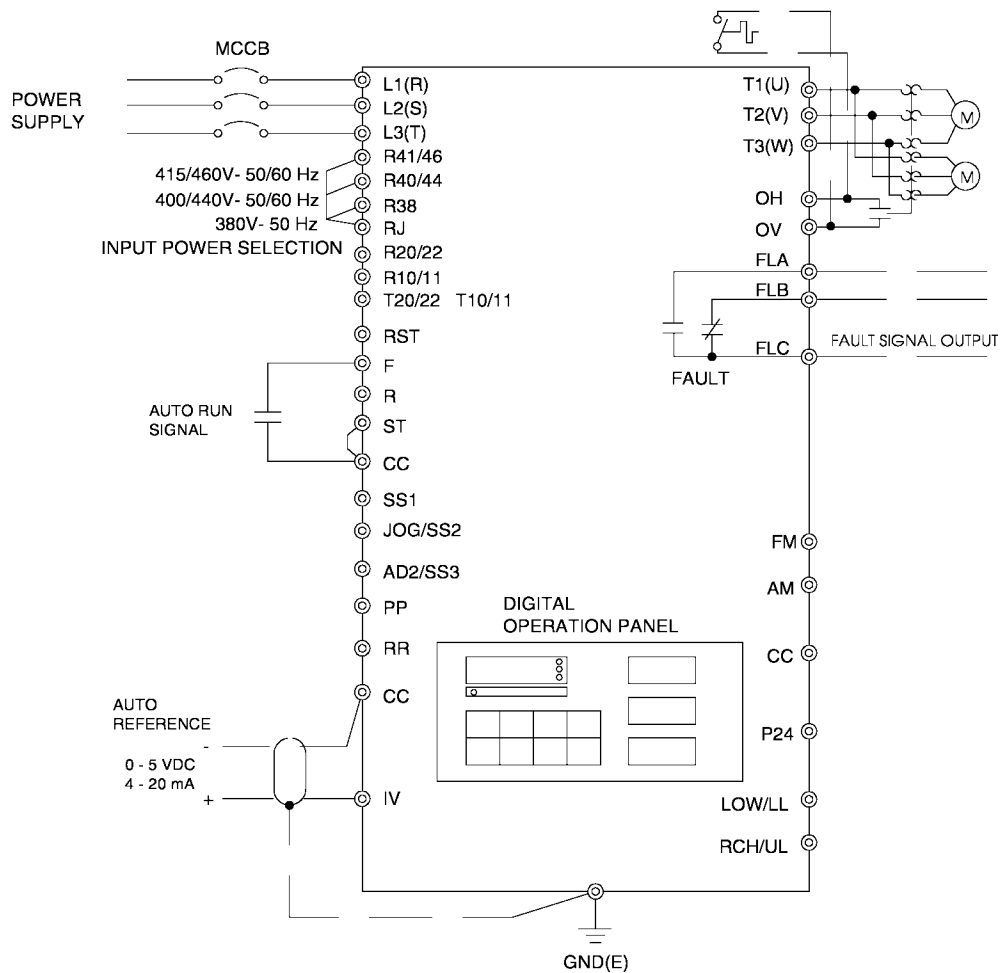 MCCB
POWER
SUPPLY
L1(R)
L2(S)
L3(T)
R41/46
415/460V- 50/60 Hz
R40/44
400/440V- 50/60 Hz
R38
380V- 50 Hz
RJ
INPUT POWER SELECTION
R20/22
R10/11
T20/22 T10/11
RST
F
R
AUTO RUN
SIGNAL
ST
CC
SS1
JOG/SS2
AD2/SS3
PP
RR
CC
AUTO
REFERENCE
-
0 - 5 VDC
4 - 20 mA
+
IV
DIGITAL
OPERATION PANEL
T1(U)
T2(V)
T3(W)
M
M
OH
OV
FLA
FLB
FLC
FAULT SIGNAL OUTPUT
FAULT
FM
AM
CC
P24
LOW/LL
RCH/UL
GND(E)